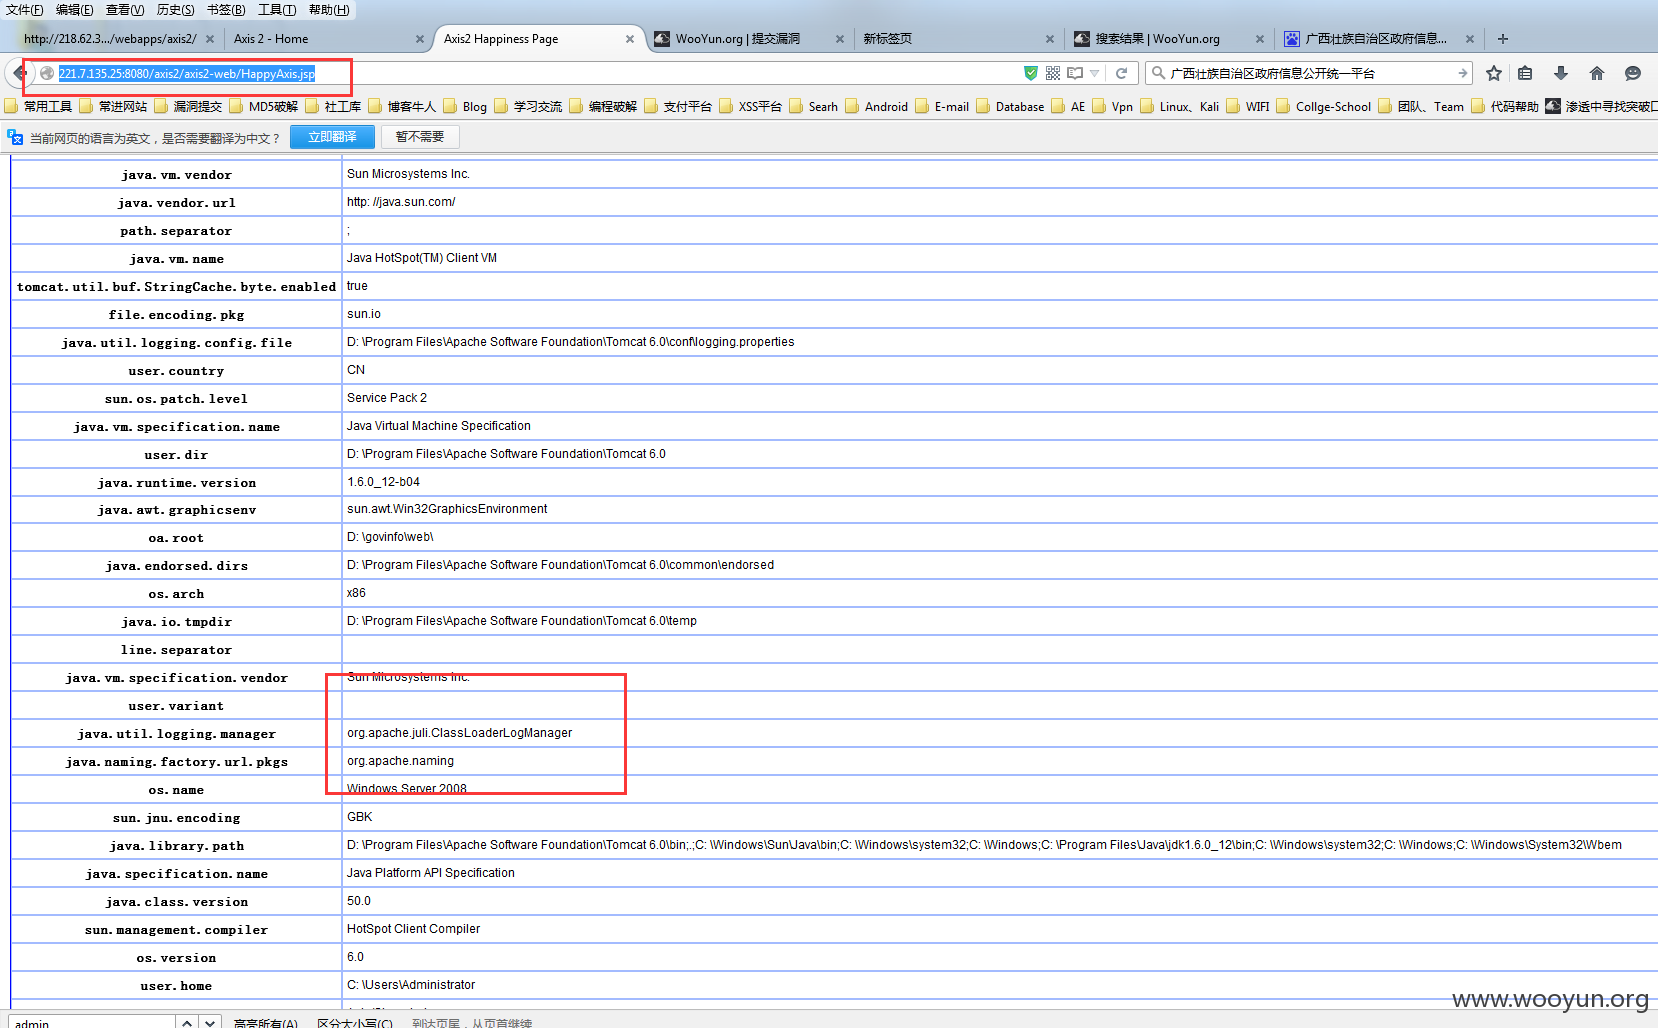 文件(F) 编辑(E) 查看(V) 历史(S) 书签(B) 工具(T) 帮助(H)
http://218.62.3.../webapps/axis2/ Axis 2 - Home Axis2 Happiness Page WooYun.org | 提交漏洞 新标签页 搜索结果 | WooYun.org 广西壮族自治区政府信息...
221.7.135.25:8080/axis2/axis2-web/HappyAxis.jsp 广西壮族自治区政府信息公开统一平台
常用工具 常进网站 漏洞提交 MD5破解 社工库 博客牛人 Blog 学习交流 编程破解 支付平台 XSS平台 Searh Android E-mail Database AE Vpn Linux、Kali WIFI Collge-School 团队、Team 代码帮助 渗透中寻找突破口
当前网页的语言为英文，是否需要翻译为中文？ 立即翻译 暂不需要
java.vm.vendor Sun Microsystems Inc.
java.vendor.url http: //java.sun.com/
path.separator ;
java.vm.name Java HotSpot(TM) Client VM
tomcat.util.buf.StringCache.byte.enabled true
file.encoding.pkg sun.io
java.util.logging.config.file D: \Program Files\Apache Software Foundation\Tomcat 6.0\conf\logging.properties
user.country CN
sun.os.patch.level Service Pack 2
java.vm.specification.name Java Virtual Machine Specification
user.dir D: \Program Files\Apache Software Foundation\Tomcat 6.0
java.runtime.version 1.6.0_12-b04
java.awt.graphicsenv sun.awt.Win32GraphicsEnvironment
oa.root D: \govinfo\web\
java.endorsed.dirs D: \Program Files\Apache Software Foundation\Tomcat 6.0\common\endorsed
os.arch x86
java.io.tmpdir D: \Program Files\Apache Software Foundation\Tomcat 6.0\temp
line.separator
java.vm.specification.vendor Sun Microsystems Inc.
user.variant
java.util.logging.manager org.apache.juli.ClassLoaderLogManager
java.naming.factory.url.pkgs org.apache.naming
os.name Windows Server 2008
sun.jnu.encoding GBK
java.library.path D: \Program Files\Apache Software Foundation\Tomcat 6.0\bin;.;C: \Windows\Sun\Java\bin;C: \Windows\system32;C: \Windows;C: \Program Files\Java\jdk1.6.0_12\bin;C: \Windows\system32;C: \Windows;C: \Windows\System32\Wbem
java.specification.name Java Platform API Specification
java.class.version 50.0
sun.management.compiler HotSpot Client Compiler
os.version 6.0
user.home C: \Users\Administrator
www.wooyun.org
admin 高亮所有(A) 区分大小写(C) 到达页尾，从页首继续